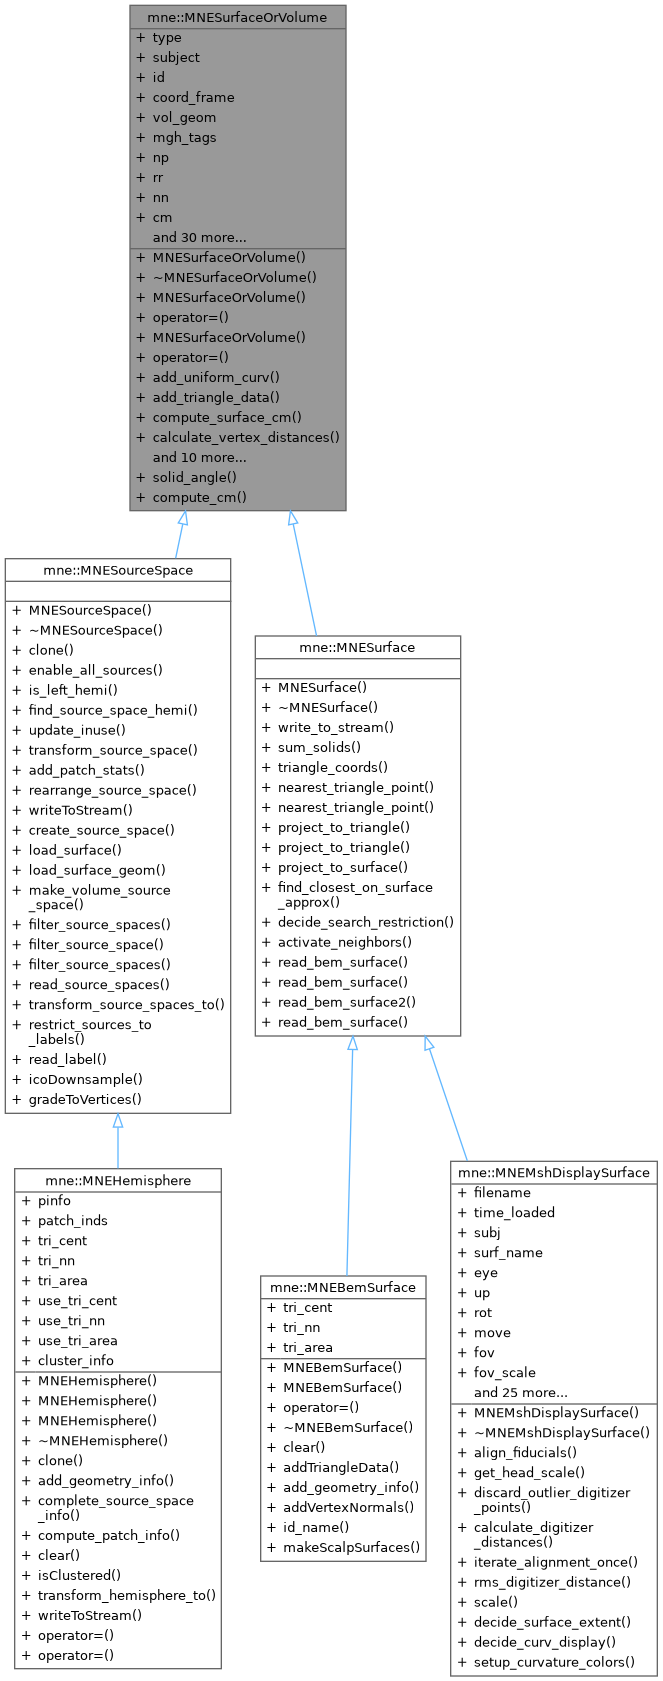 mne::MNESurfaceOrVolume
+ type
+ subject
+ id
+ coord_frame
+ vol_geom
+ mgh_tags
+ np
+ rr
+ nn
+ cm
and 30 more...
+ MNESurfaceOrVolume()
+ ~MNESurfaceOrVolume()
+ MNESurfaceOrVolume()
+ operator=()
+ MNESurfaceOrVolume()
+ operator=()
+ add_uniform_curv()
+ add_triangle_data()
+ compute_surface_cm()
+ calculate_vertex_distances()
and 10 more...
+ solid_angle()
+ compute_cm()
mne::MNESourceSpace
+ MNESourceSpace()
+ ~MNESourceSpace()
+ clone()
+ enable_all_sources()
+ is_left_hemi()
+ find_source_space_hemi()
+ update_inuse()
+ transform_source_space()
+ add_patch_stats()
+ rearrange_source_space()
+ writeToStream()
+ create_source_space()
+ load_surface()
+ load_surface_geom()
+ make_volume_source
_space()
+ filter_source_spaces()
+ filter_source_space()
+ filter_source_spaces()
+ read_source_spaces()
+ transform_source_spaces_to()
+ restrict_sources_to
_labels()
+ read_label()
+ icoDownsample()
+ gradeToVertices()
mne::MNESurface
+ MNESurface()
+ ~MNESurface()
+ write_to_stream()
+ sum_solids()
+ triangle_coords()
+ nearest_triangle_point()
+ nearest_triangle_point()
+ project_to_triangle()
+ project_to_triangle()
+ project_to_surface()
+ find_closest_on_surface
_approx()
+ decide_search_restriction()
+ activate_neighbors()
+ read_bem_surface()
+ read_bem_surface()
+ read_bem_surface2()
+ read_bem_surface()
mne::MNEHemisphere
+ pinfo
+ patch_inds
+ tri_cent
+ tri_nn
+ tri_area
+ use_tri_cent
+ use_tri_nn
+ use_tri_area
+ cluster_info
+ MNEHemisphere()
+ MNEHemisphere()
+ MNEHemisphere()
+ ~MNEHemisphere()
+ clone()
+ add_geometry_info()
+ complete_source_space
_info()
+ compute_patch_info()
+ clear()
+ isClustered()
+ transform_hemisphere_to()
+ writeToStream()
+ operator=()
+ operator=()
mne::MNEBemSurface
+ tri_cent
+ tri_nn
+ tri_area
+ MNEBemSurface()
+ MNEBemSurface()
+ operator=()
+ ~MNEBemSurface()
+ clear()
+ addTriangleData()
+ add_geometry_info()
+ addVertexNormals()
+ id_name()
+ makeScalpSurfaces()
mne::MNEMshDisplaySurface
+ filename
+ time_loaded
+ subj
+ surf_name
+ eye
+ up
+ rot
+ move
+ fov
+ fov_scale
and 25 more...
+ MNEMshDisplaySurface()
+ ~MNEMshDisplaySurface()
+ align_fiducials()
+ get_head_scale()
+ discard_outlier_digitizer
_points()
+ calculate_digitizer
_distances()
+ iterate_alignment_once()
+ rms_digitizer_distance()
+ scale()
+ decide_surface_extent()
+ decide_curv_display()
+ setup_curvature_colors()